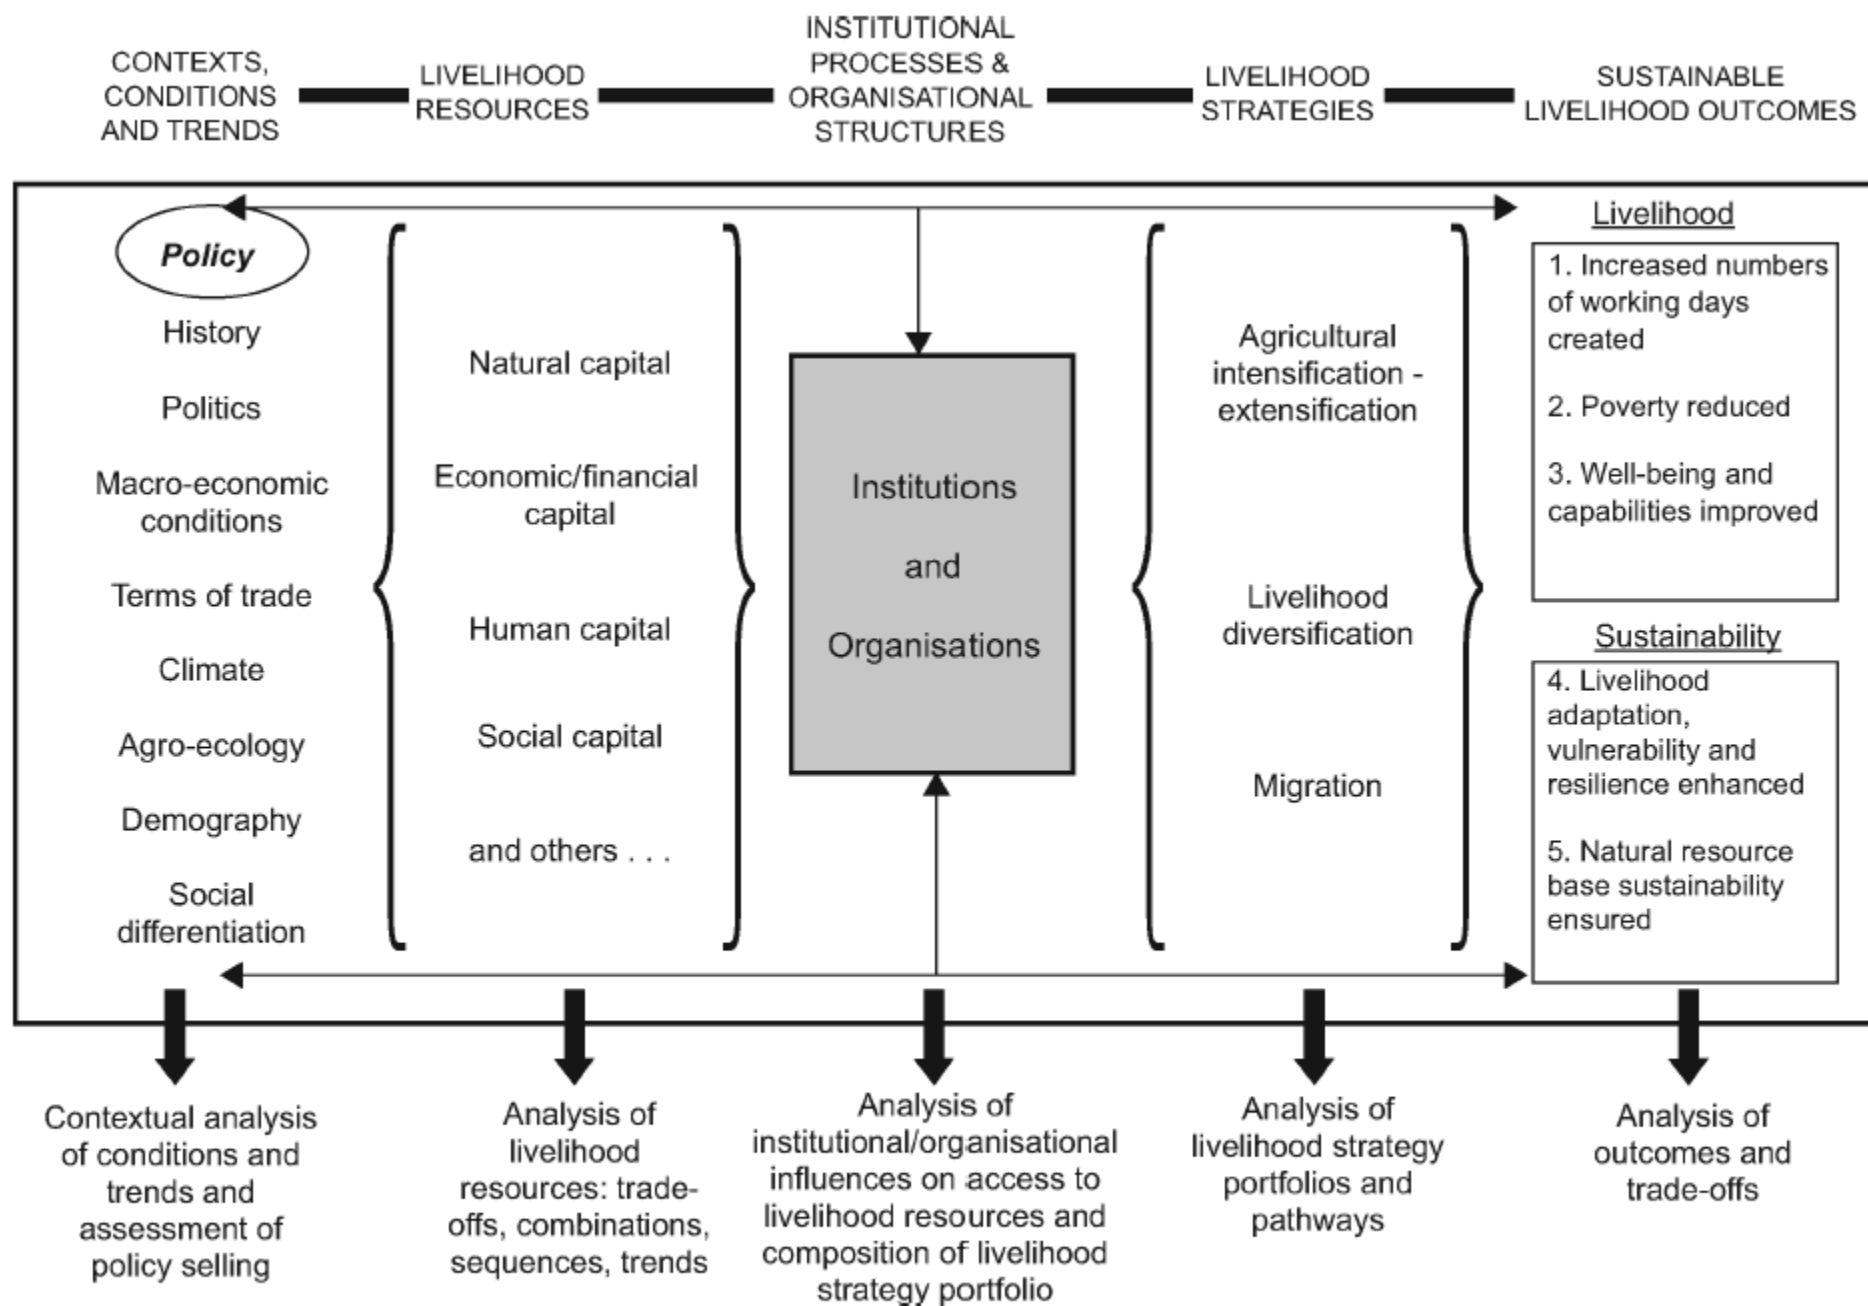 CONTEXTS,
CONDITIONS
AND TRENDS
LIVELIHOOD
RESOURCES
INSTITUTIONAL
PROCESSES &
ORGANISATIONAL
STRUCTURES
LIVELIHOOD
STRATEGIES
SUSTAINABLE
LIVELIHOOD OUTCOMES
Policy
History
Politics
Macro-economic
conditions
Terms of trade
Climate
Agro-ecology
Demography
Social
differentiation
Natural capital
Economic/financial
capital
Human capital
Social capital
and others . . .
Institutions
and
Organisations
Agricultural
intensification -
extensification
Livelihood
diversification
Migration
Livelihood
1. Increased numbers
of working days
created
2. Poverty reduced
3. Well-being and
capabilities improved
Sustainability
4. Livelihood
adaptation,
vulnerability and
resilience enhanced
5. Natural resource
base sustainability
ensured
Contextual analysis
of conditions and
trends and
assessment of
policy selling
Analysis of
livelihood
resources: trade-
offs, combinations,
sequences, trends
Analysis of
institutional/organisational
influences on access to
livelihood resources and
composition of livelihood
strategy portfolio
Analysis of
livelihood strategy
portfolios and
pathways
Analysis of
outcomes and
trade-offs